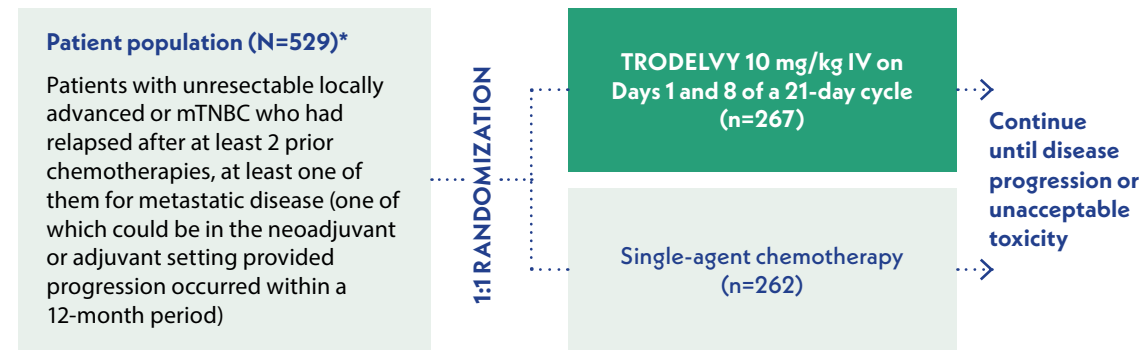 Patient population (N=529)*
Patients with unresectable locally
advanced or mTNBC who had
relapsed after at least 2 prior
chemotherapies, at least one of
them for metastatic disease (one of
which could be in the neoadjuvant
or adjuvant setting provided
progression occurred within a
12-month period)
1:1 RANDOMIZATION
TRODELVY 10 mg/kg IV on
Days 1 and 8 of a 21-day cycle
(n=267)
Single-agent chemotherapy
(n=262)
Continue
until disease
progression or
unacceptable
toxicity